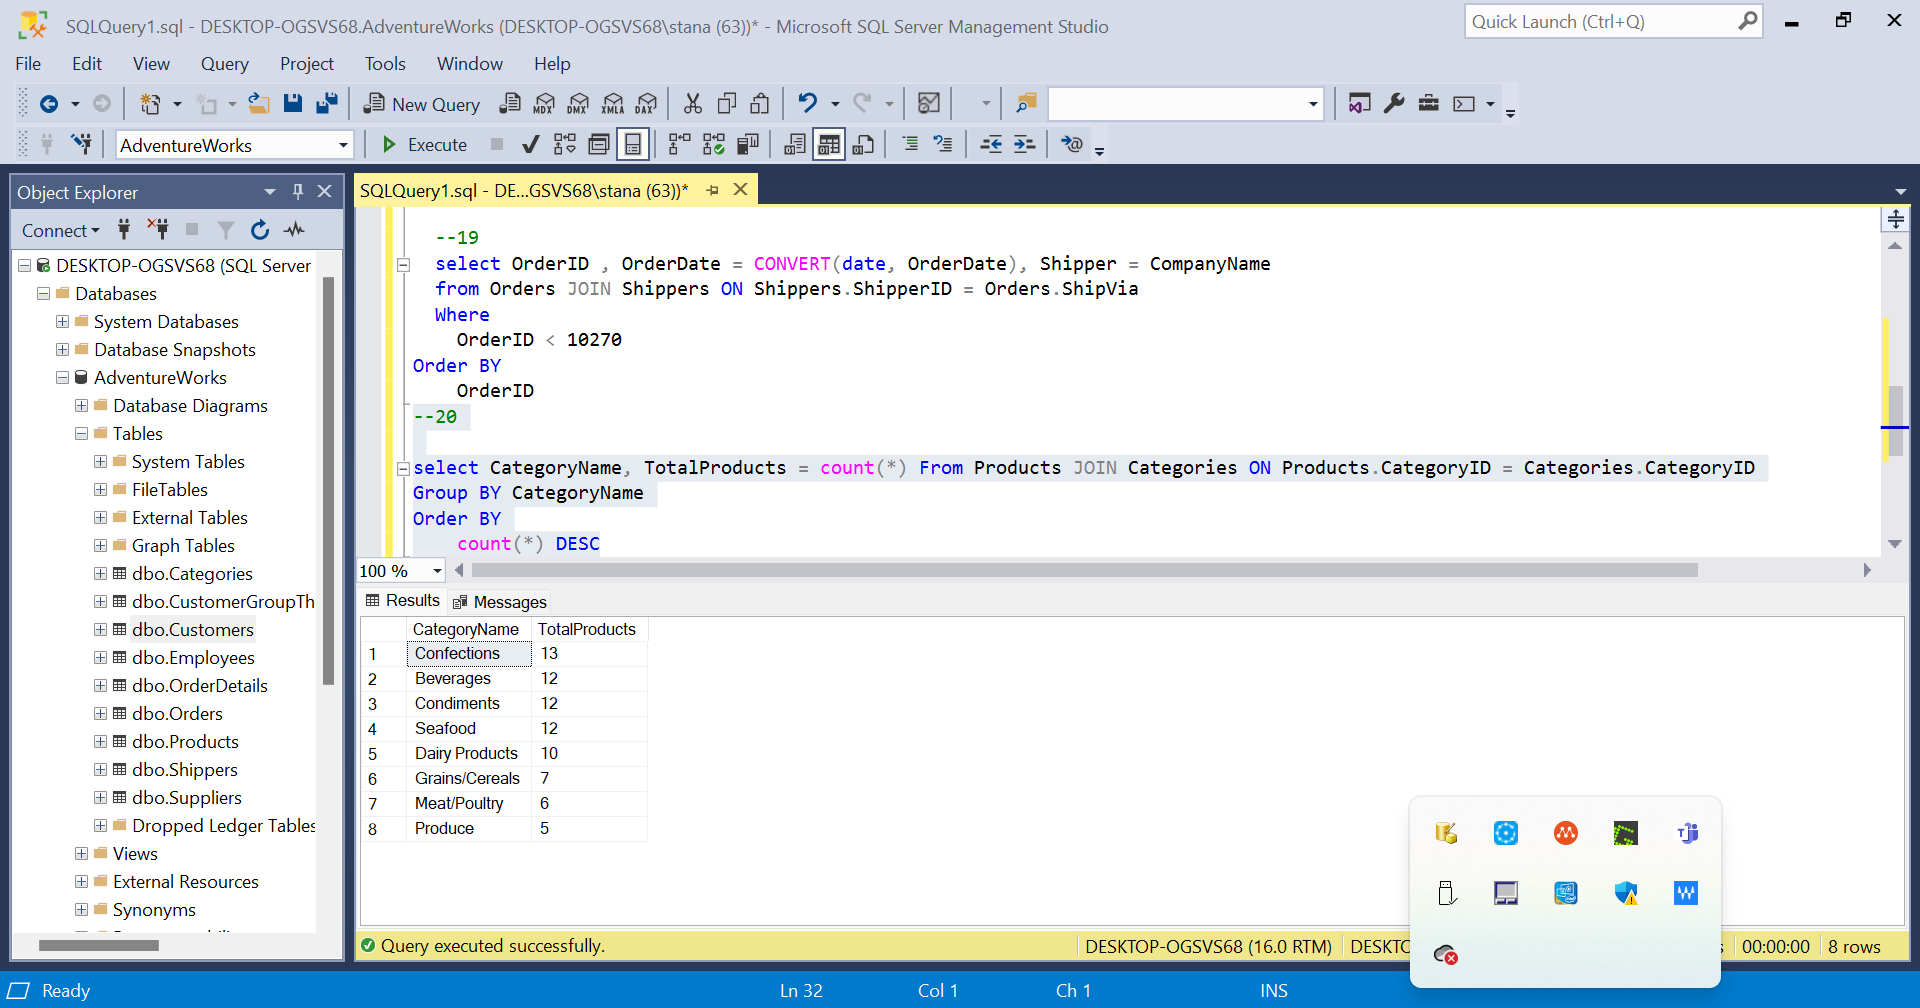 SQLQuery1.sql - DESKTOP-OGSVS68.AdventureWorks (DESKTOP-OGSVS68\stana (63))* - Microsoft SQL Server Management Studio
Quick Launch (Ctrl+Q)
File Edit View Query Project Tools Window Help
New Query MDX DMX XMLA DAX
AdventureWorks Execute
Object Explorer
SQLQuery1.sql - DE...GSVS68\stana (63))*
Connect
DESKTOP-OGSVS68 (SQL Server
Databases
System Databases
Database Snapshots
AdventureWorks
Database Diagrams
Tables
System Tables
FileTables
External Tables
Graph Tables
dbo.Categories
dbo.CustomerGroupTh
dbo.Customers
dbo.Employees
dbo.OrderDetails
dbo.Orders
dbo.Products
dbo.Shippers
dbo.Suppliers
Dropped Ledger Tables
Views
External Resources
Synonyms
--19
select OrderID , OrderDate = CONVERT(date, OrderDate), Shipper = CompanyName
from Orders JOIN Shippers ON Shippers.ShipperID = Orders.ShipVia
Where
OrderID < 10270
Order BY
OrderID
--20
select CategoryName, TotalProducts = count(*) From Products JOIN Categories ON Products.CategoryID = Categories.CategoryID
Group BY CategoryName
Order BY
count(*) DESC
100 %
Results Messages
CategoryName TotalProducts
1 Confections 13
2 Beverages 12
3 Condiments 12
4 Seafood 12
5 Dairy Products 10
6 Grains/Cereals 7
7 Meat/Poultry 6
8 Produce 5
Query executed successfully. DESKTOP-OGSVS68 (16.0 RTM) DESKTO 00:00:00 8 rows
Ready Ln 32 Col 1 Ch 1 INS